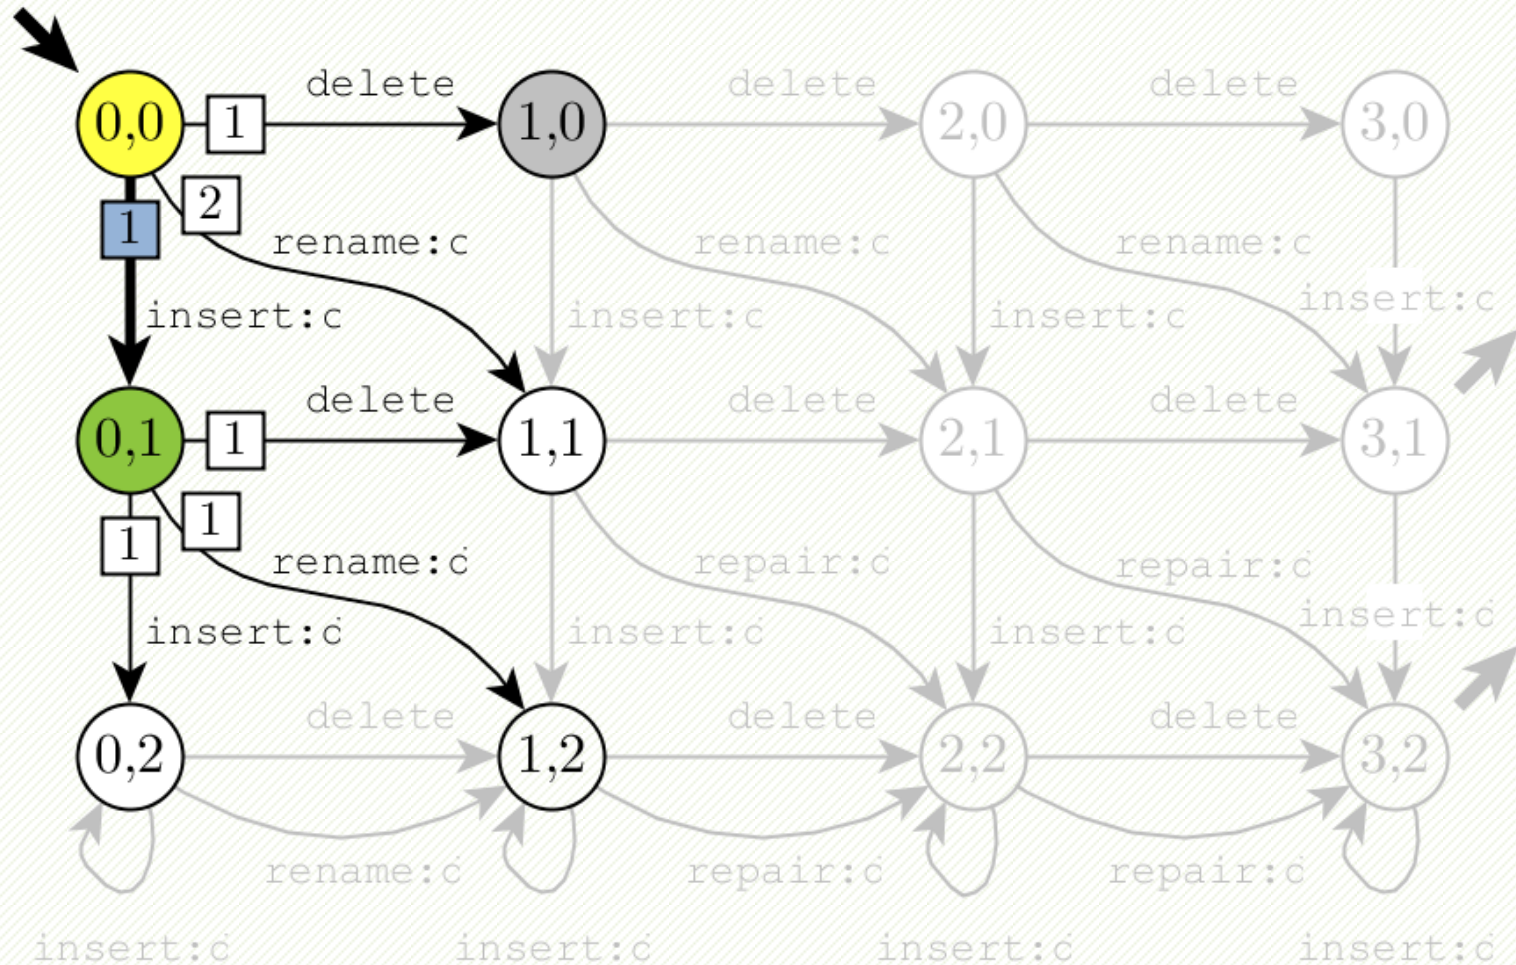 delete delete delete
0,0 1 1,0 2,0 3,0
1 2
rename:c rename:c rename:c
insert:c insert:c insert:c insert:c
delete delete delete
0,1 1 1,1 2,1 3,1
1 1
rename:d repair:d repair:d
insert:d insert:d insert:d insert:d
delete delete delete
0,2 1,2 2,2 3,2
rename:d repair:d repair:d
insert:d insert:d insert:d insert:d